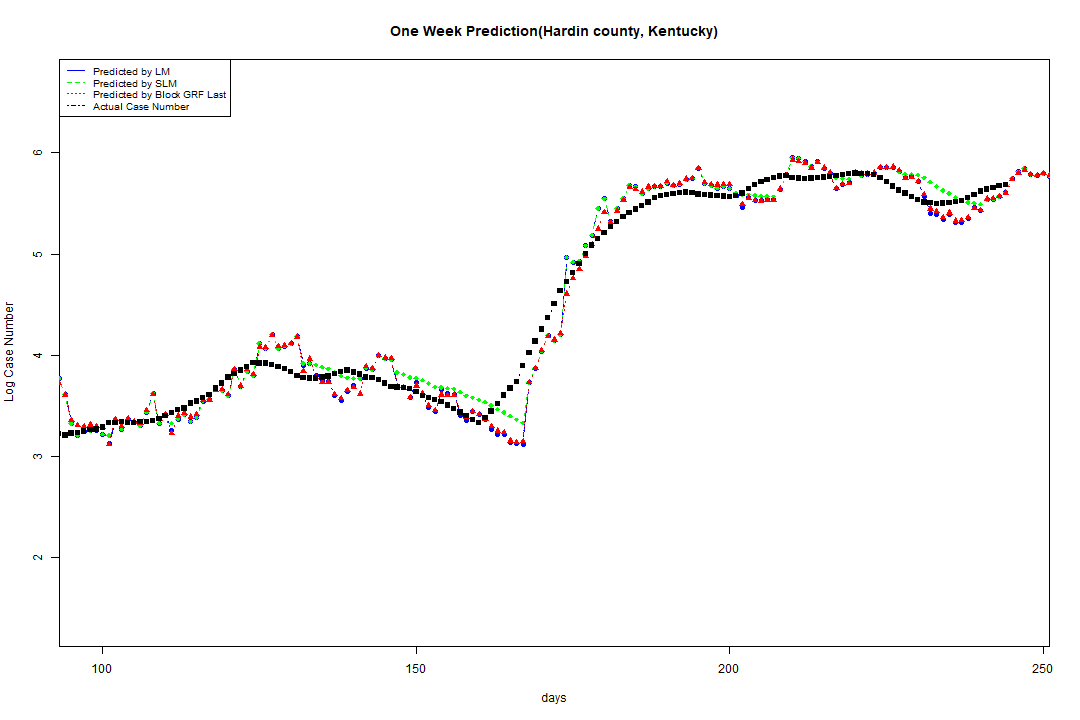 One Week Prediction(Hardin county, Kentucky)
Predicted by LM
Predicted by SLM
Predicted by Block GRF Last
Actual Case Number
6
5
4
3
2
Log Case Number
100 150 200 250
days